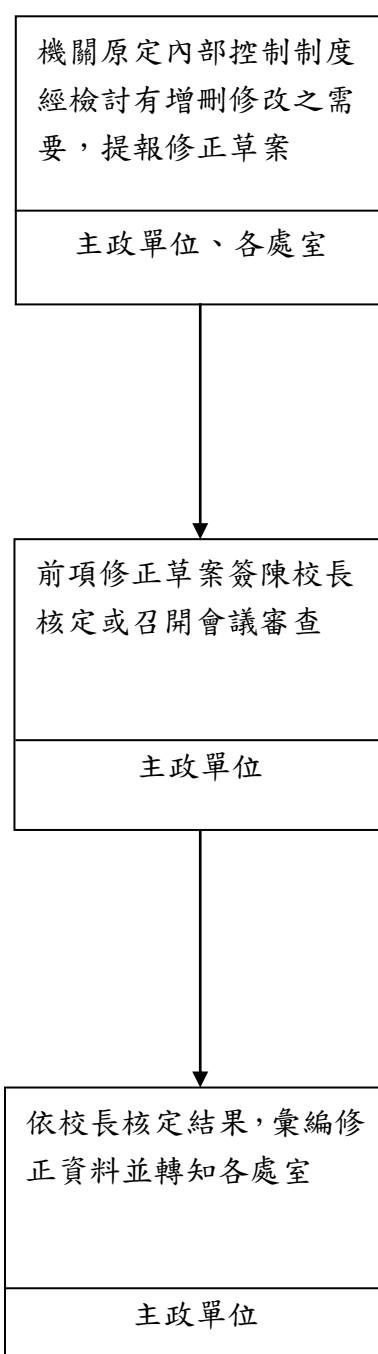 機關原定內部控制制度
經檢討有增刪修改之需
要，提報修正草案
主政單位、各處室
前項修正草案簽陳校長
核定或召開會議審查
主政單位
依校長核定結果，彙編修
正資料並轉知各處室
主政單位